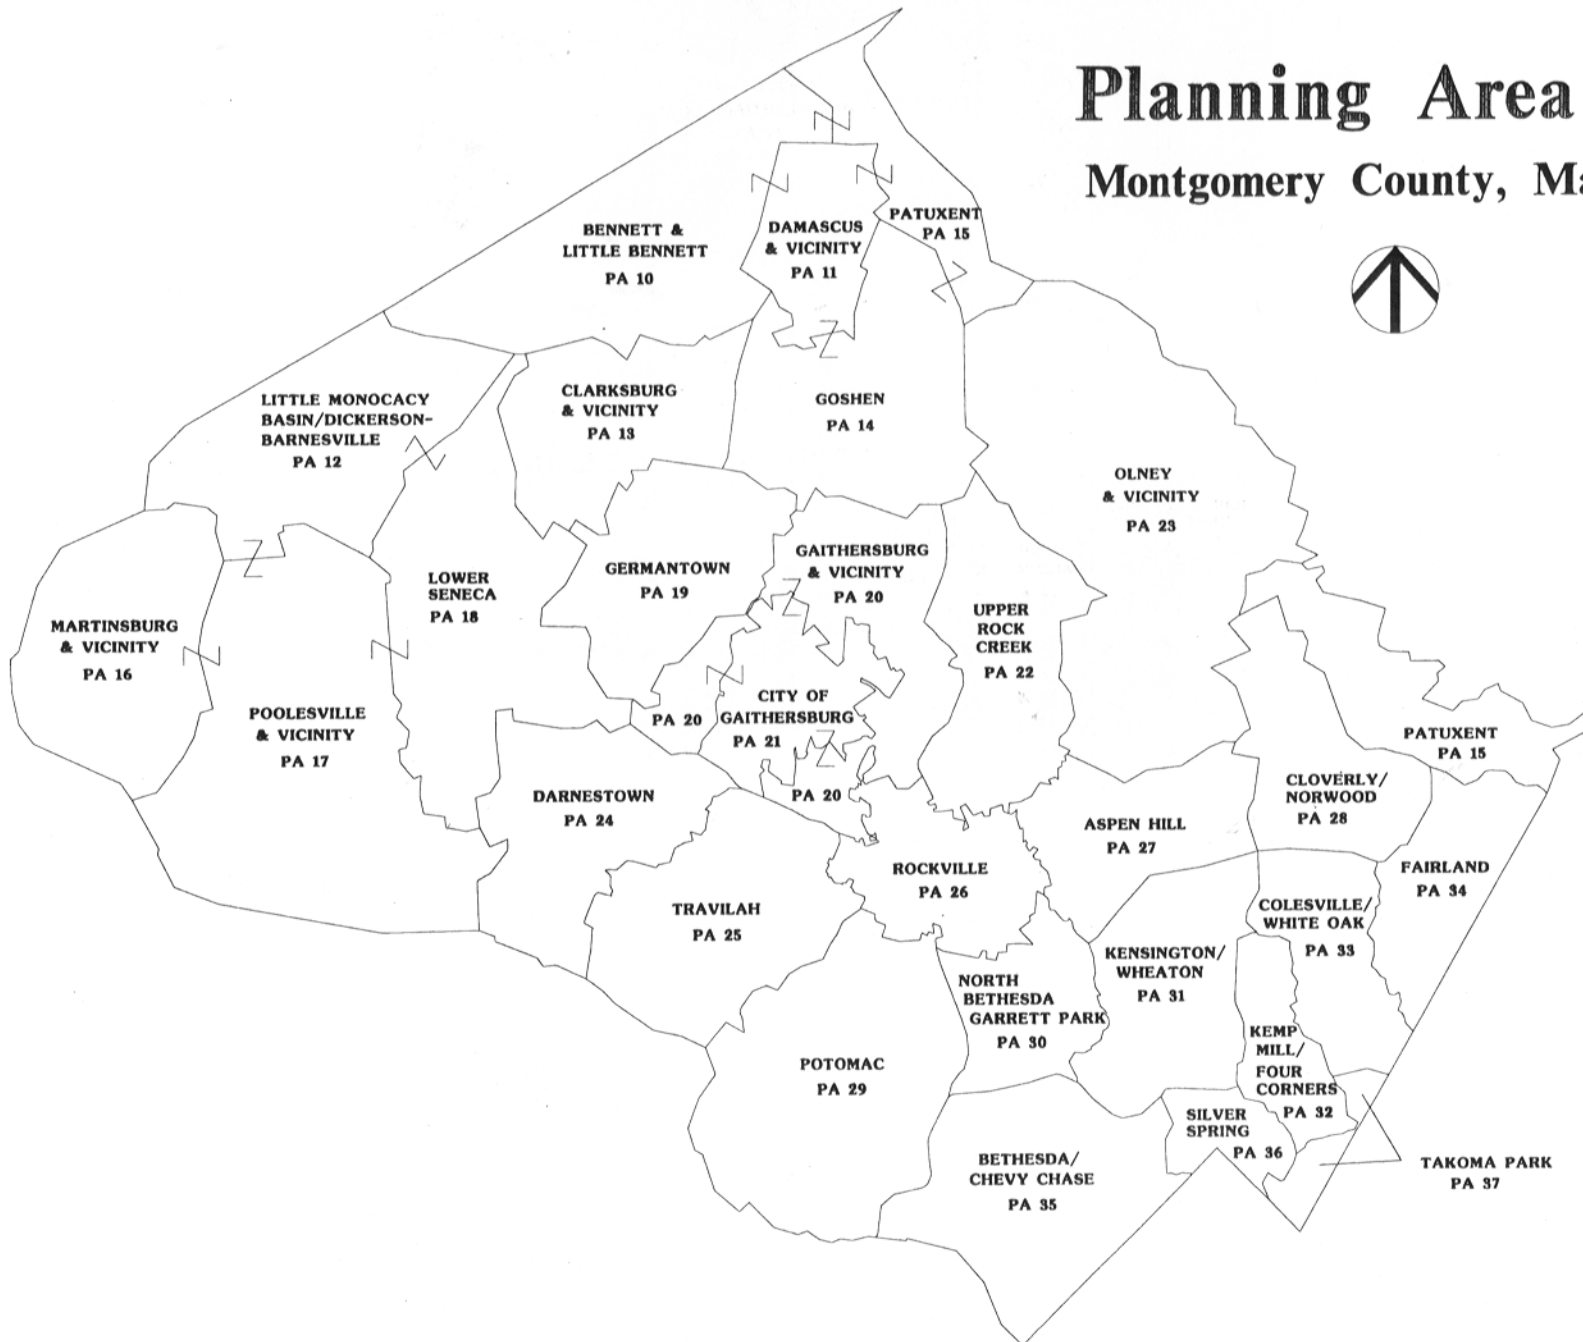 Planning Area
Montgomery County, Ma
PATUXENT
PA 15
BENNETT &
LITTLE BENNETT
PA 10
DAMASCUS
& VICINITY
PA 11
LITTLE MONOCACY
BASIN/DICKERSON-
BARNESVILLE
PA 12
CLARKSBURG
& VICINITY
PA 13
GOSHEN
PA 14
OLNEY
& VICINITY
PA 23
GERMANTOWN
PA 19
GAITHERSBURG
& VICINITY
PA 20
LOWER
SENECA
PA 18
UPPER
ROCK
CREEK
PA 22
MARTINSBURG
& VICINITY
PA 16
POOLESVILLE
& VICINITY
PA 17
PA 20
CITY OF
GAITHERSBURG
PA 21
PA 20
PATUXENT
PA 15
DARNESTOWN
PA 24
CLOVERLY/
NORWOOD
PA 28
ASPEN HILL
PA 27
ROCKVILLE
PA 26
FAIRLAND
PA 34
TRAVILAH
PA 25
COLESVILLE/
WHITE OAK
PA 33
KENSINGTON/
WHEATON
PA 31
NORTH
BETHESDA
GARRETT PARK
PA 30
POTOMAC
PA 29
KEMP
MILL/
FOUR
CORNERS
PA 32
SILVER
SPRING
PA 36
BETHESDA/
CHEVY CHASE
PA 35
TAKOMA PARK
PA 37